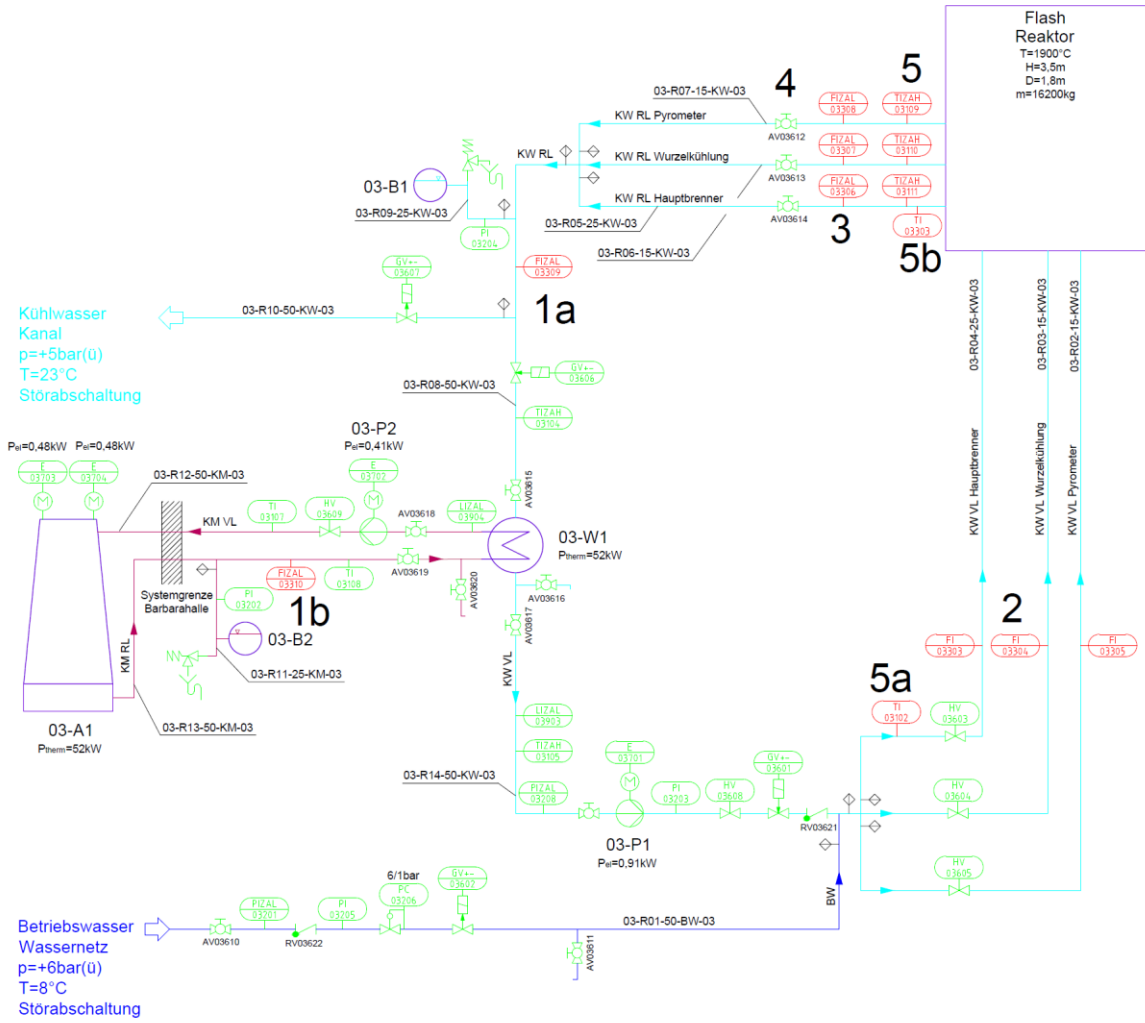 Flash
Reaktor
T=1900°C
H=3,5m
D=1,8m
m=16200kg
5
4
03-R07-15-KW-03
FIZAL
03308
TIZAH
03109
KW RL Pyrometer
AV03612
FIZAL
03307
TIZAH
03110
KW RL
KW RL Wurzelkühlung
AV03613
FIZAL
03306
TIZAH
03111
03-B1
KW RL Hauptbrenner
03-R09-25-KW-03
03-R05-25-KW-03
AV03614
3
TI
03303
PI
03204
03-R06-15-KW-03
5b
GV+-
03607
FIZAL
03309
1a
03-R10-50-KW-03
Kühlwasser
Kanal
p=+5bar(ü)
T=23°C
Störabschaltung
GV+-
03606
03-R08-50-KW-03
TIZAH
03104
03-R04-25-KW-03
03-R03-15-KW-03
03-R02-15-KW-03
Pel=0,48kW
Pel=0,48kW
03-P2
Pel=0,41kW
E
03703
E
03704
03-R12-50-KM-03
E
03702
AV03615
TI
03107
HV
03609
AV03618
LIZAL
03904
KM VL
03-W1
Ptherm=52kW
AV03619
Systemgrenze
Barbarahalle
FIZAL
03310
TI
03108
AV03620
AV03616
AV03617
PI
03202
1b
03-B2
KM RL
03-R11-25-KM-03
03-R13-50-KM-03
03-A1
Ptherm=52kW
KW VL
KW VL Hauptbrenner
KW VL Wurzelkühlung
KW VL Pyrometer
2
FI
03303
FI
03304
FI
03305
5a
TI
03102
HV
03603
LIZAL
03903
TIZAH
03105
03-R14-50-KW-03
PIZAL
03208
E
03701
PI
03203
HV
03608
GV+-
03601
RV03621
03-P1
Pel=0,91kW
HV
03604
HV
03605
BW
6/1bar
PIZAL
03201
PI
03205
PC
03206
GV+-
03602
03-R01-50-BW-03
AV03610
RV03622
AV03611
Betriebswasser
Wassernetz
p=+6bar(ü)
T=8°C
Störabschaltung